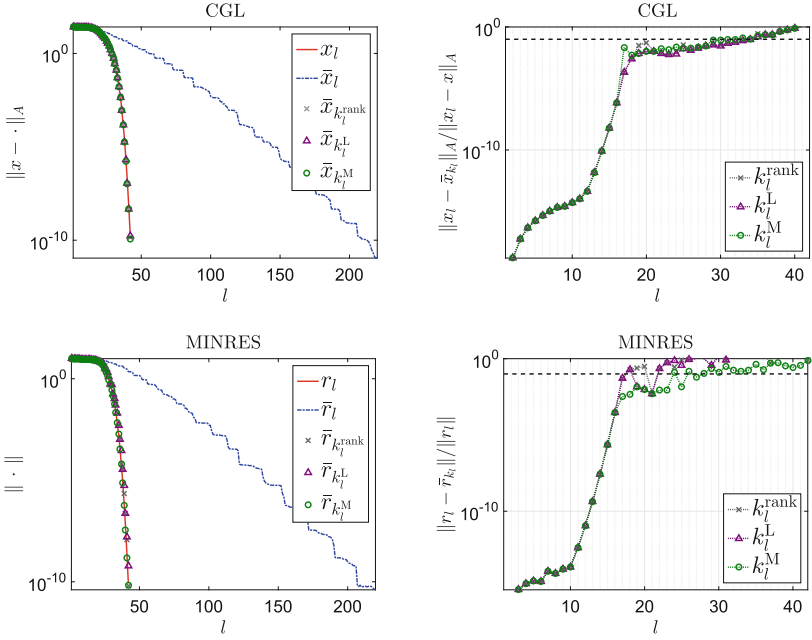 CGL
‖x − ·‖_A
10^0
10^-10
50 100 150 200
l
x_l
x̄_l
x̄_{k_l^rank}
x̄_{k_l^L}
x̄_{k_l^M}
CGL
‖x_l − x̄_{k_l}‖_A/‖x_l − x‖_A
10^0
10^-10
10 20 30 40
l
k_l^rank
k_l^L
k_l^M
MINRES
‖ · ‖
10^0
10^-10
50 100 150 200
l
r_l
r̄_l
r̄_{k_l^rank}
r̄_{k_l^L}
r̄_{k_l^M}
MINRES
‖r_l − r̄_{k_l}‖/‖r_l‖
10^0
10^-10
10 20 30 40
l
k_l^rank
k_l^L
k_l^M